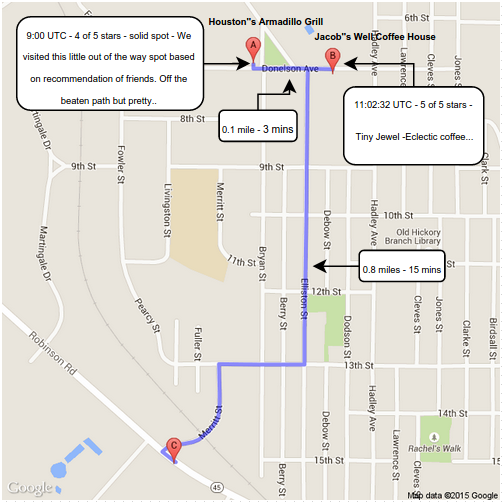 Houston"s Armadillo Grill
Jacob"s Well Coffee House
9:00 UTC - 4 of 5 stars - solid spot - We
visited this little out of the way spot based
on recommendation of friends. Off the
beaten path but pretty..
A
B
11:02:32 UTC - 5 of 5 stars -
Tiny Jewel -Eclectic coffee...
0.1 mile - 3 mins
0.8 miles - 15 mins
6th St
Donelson Ave
Hadley Ave
Lawrence
Cleves St
Jones St
Martingale Dr
8th St
Fowler St
9th St
9th St
Clark St
Livingston St
Merritt St
Martingale Dr
Debow St
Hadley Ave
10th St
Old Hickory
Branch Library
11th St
Bryan St
Elliston St
12th St
Pearcy St
Berry St
Dodson St
Cleves St
Jones St
Clarke St
Birdsall St
Robinson Rd
Fuller St
13th St
Merritt St
Debow St
Hadley Ave
14th St
Lawrence St
Cleves St
Rachel's Walk
C
Berry St
15th St
15th St
45
Google
Map data ©2015 Google